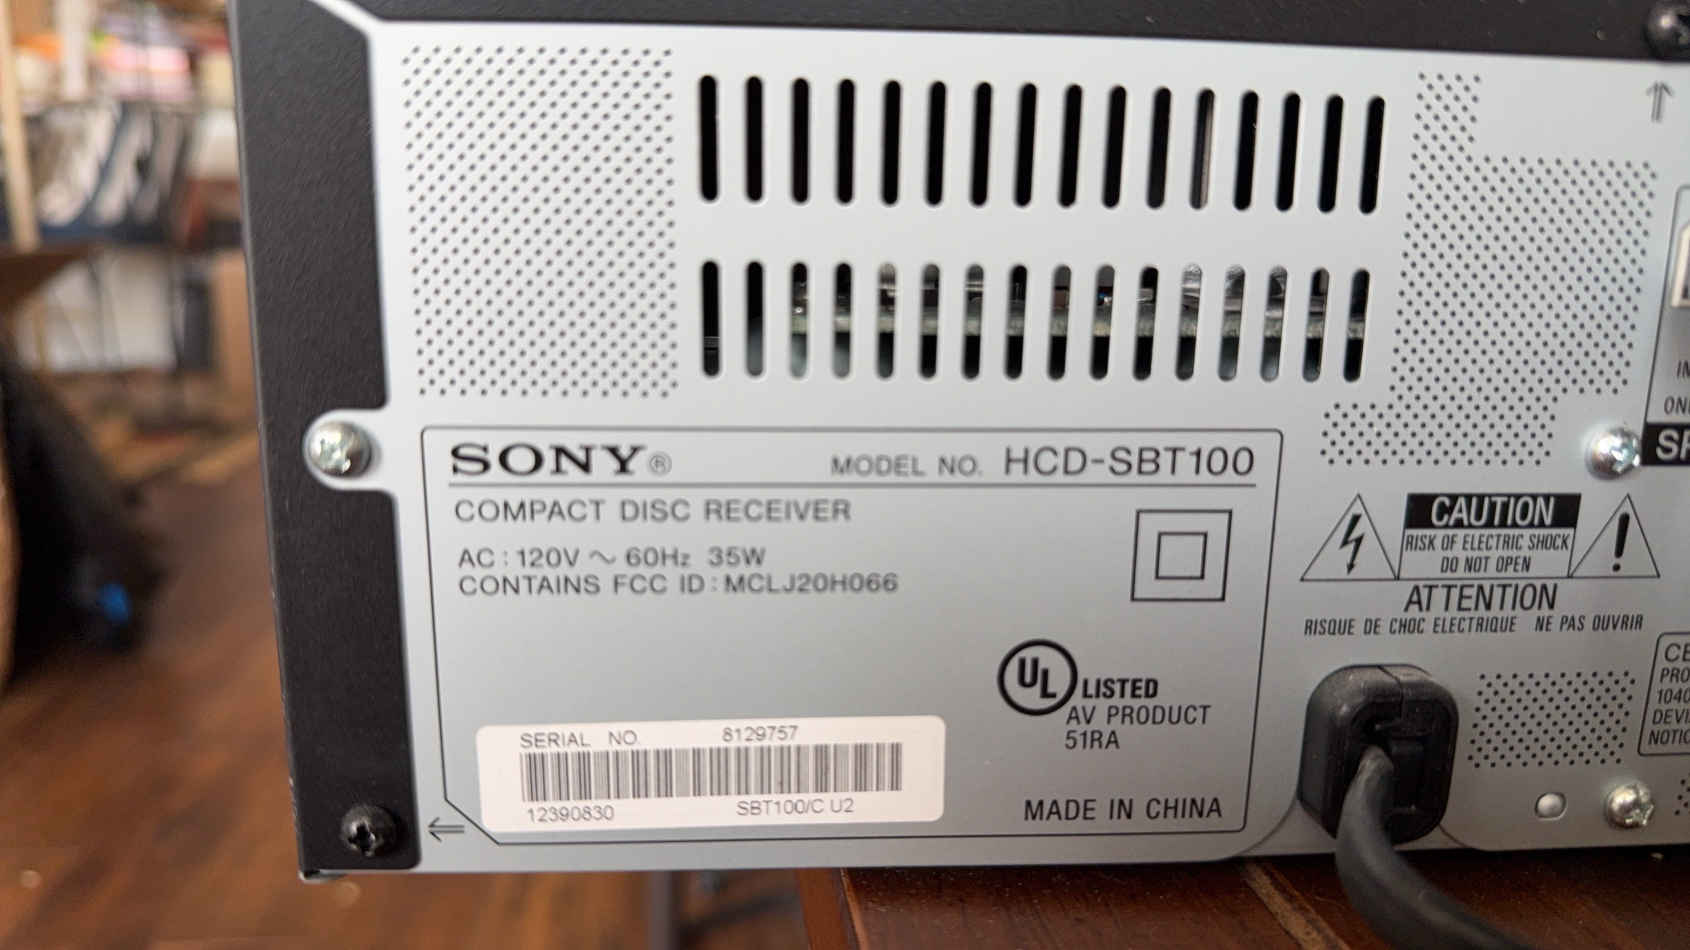 SONY® MODEL NO. HCD-SBT100
COMPACT DISC RECEIVER
AC : 120V ~ 60Hz 35W
CONTAINS FCC ID : MCLJ20H066
UL LISTED
AV PRODUCT
51RA
SERIAL NO. 8129757
12390830 SBT100/C U2
MADE IN CHINA
CAUTION
RISK OF ELECTRIC SHOCK
DO NOT OPEN
ATTENTION
RISQUE DE CHOC ELECTRIQUE NE PAS OUVRIR
1040
NOTIC